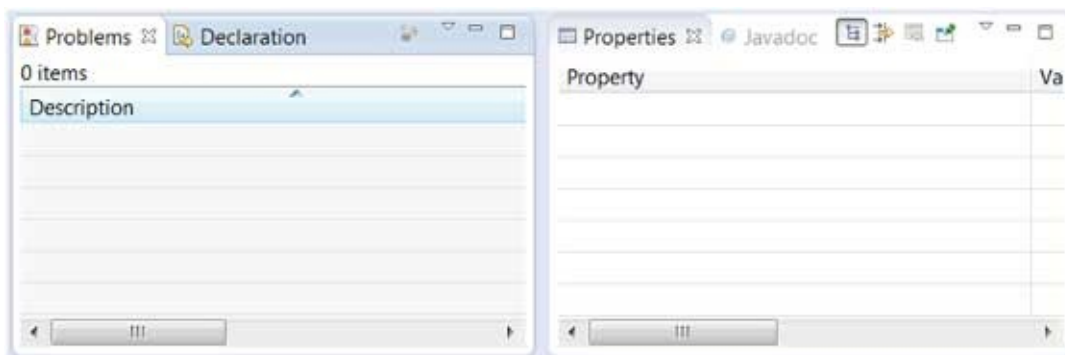 Problems Declaration
0 items
Description
Properties Javadoc
Property Va